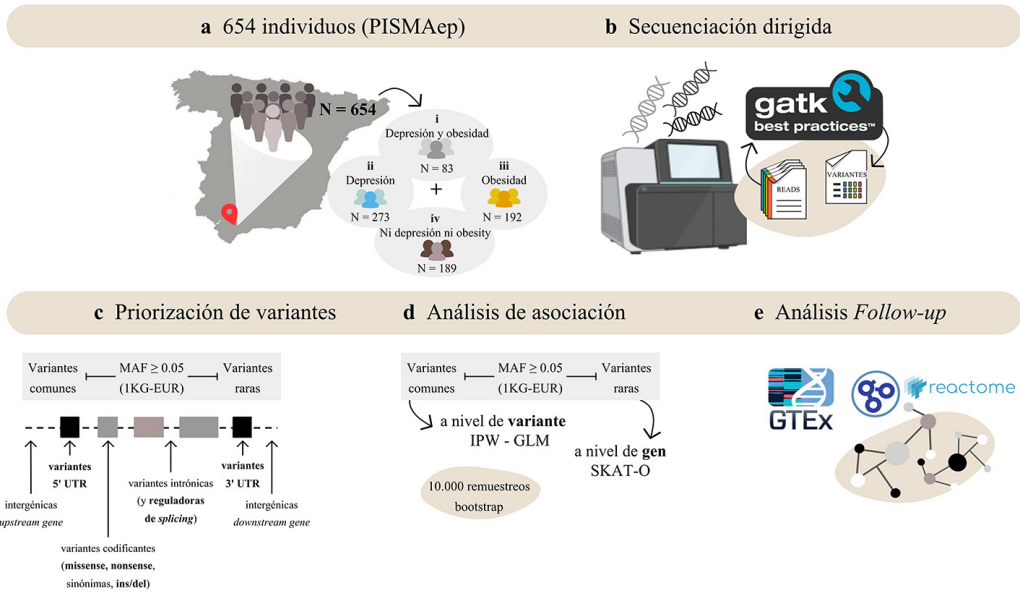 a 654 individuos (PISMAep)
N = 654
i
Depresión y obesidad
N = 83
ii
Depresión
N = 273
+
iii
Obesidad
N = 192
iv
Ni depresión ni obesity
N = 189
b Secuenciación dirigida
gatk
best practices™
READS
VARIANTES
c Priorización de variantes
Variantes
comunes
MAF ≥ 0.05
(1KG-EUR)
Variantes
raras
variantes
5' UTR
variantes
3' UTR
variantes intrónicas
(y reguladoras
de splicing)
intergénicas
upstream gene
intergénicas
downstream gene
variantes codificantes
(missense, nonsense,
sinónimas, ins/del)
d Análisis de asociación
Variantes
comunes
MAF ≥ 0.05
(1KG-EUR)
Variantes
raras
a nivel de variante
IPW - GLM
a nivel de gen
SKAT-O
10.000 remuestreos
bootstrap
e Análisis Follow-up
GTEx
go
reactome